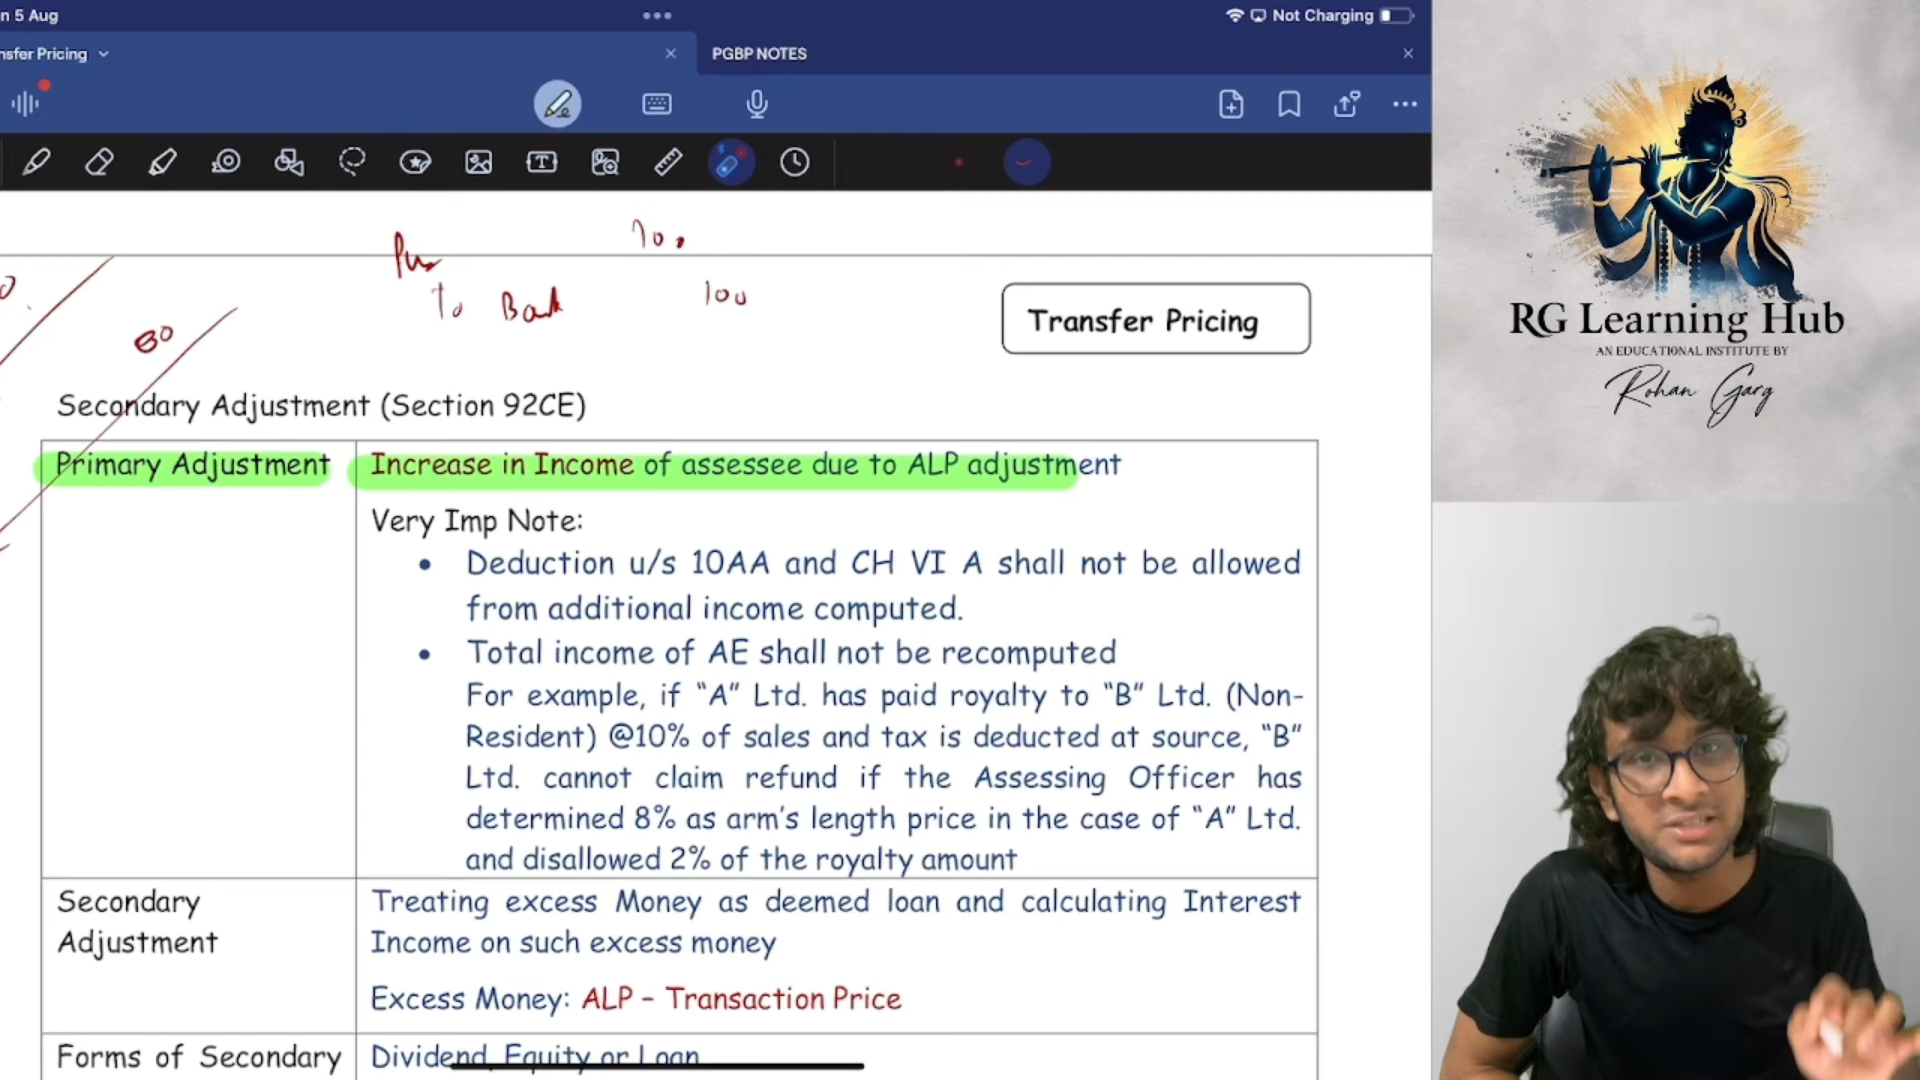 n 5 Aug
Not Charging
nsfer Pricing
PGBP NOTES
Pur 100
To Bank 100
80
Transfer Pricing
Secondary Adjustment (Section 92CE)
Primary Adjustment
Increase in Income of assessee due to ALP adjustment
Very Imp Note:
• Deduction u/s 10AA and CH VI A shall not be allowed
from additional income computed.
• Total income of AE shall not be recomputed
For example, if “A” Ltd. has paid royalty to “B” Ltd. (Non-
Resident) @10% of sales and tax is deducted at source, “B”
Ltd. cannot claim refund if the Assessing Officer has
determined 8% as arm’s length price in the case of “A” Ltd.
and disallowed 2% of the royalty amount
Secondary
Adjustment
Treating excess Money as deemed loan and calculating Interest
Income on such excess money
Excess Money: ALP – Transaction Price
Forms of Secondary
Dividend, Equity or Loan
RG Learning Hub
AN EDUCATIONAL INSTITUTE BY
Rohan Garg